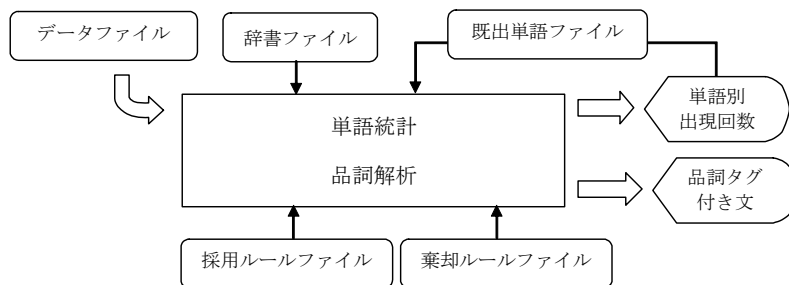 データファイル
辞書ファイル
既出単語ファイル
単語統計
品詞解析
単語別
出現回数
品詞タグ
付き文
採用ルールファイル
棄却ルールファイル